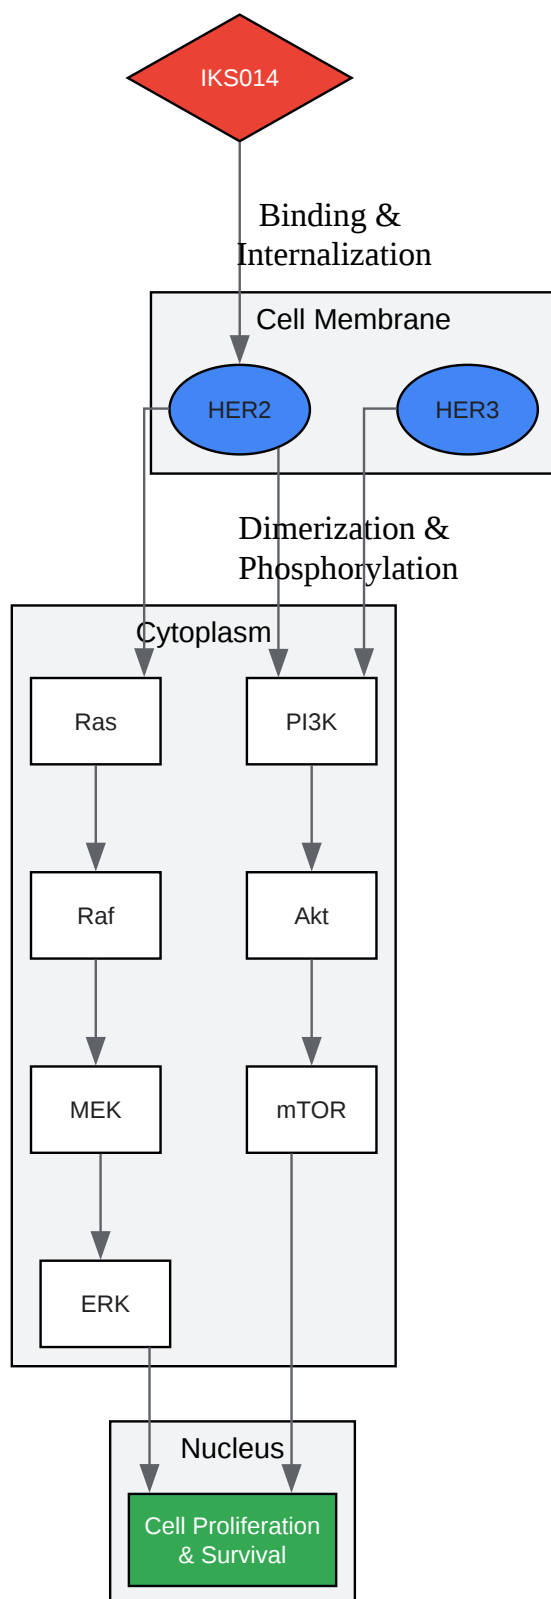 IKS014
Binding &
Internalization
Cell Membrane
HER2
HER3
Dimerization &
Phosphorylation
Cytoplasm
Ras
PI3K
Raf
Akt
MEK
mTOR
ERK
Nucleus
Cell Proliferation
& Survival